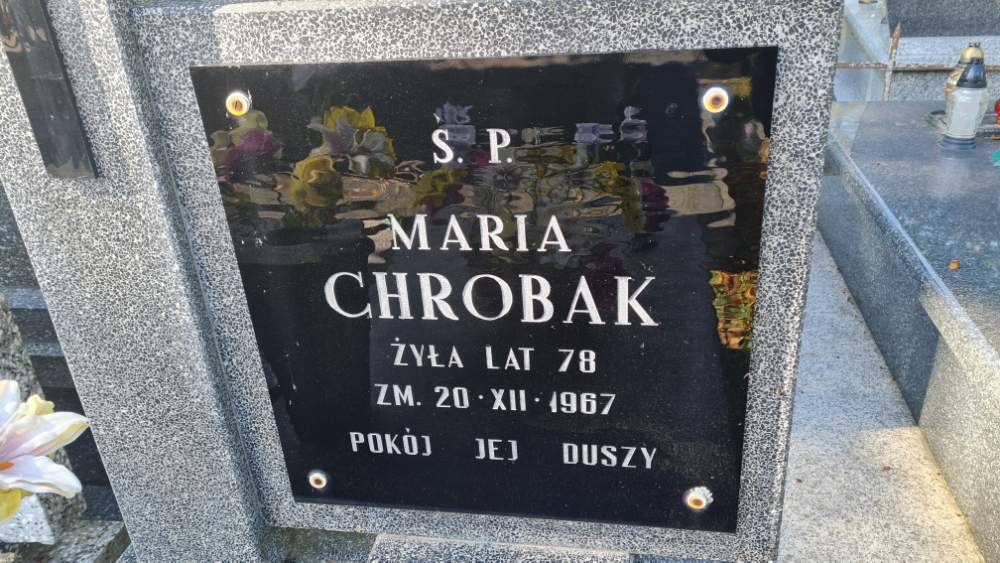 Ś. P.
MARIA
CHROBAK
ŻYŁA LAT 78
ZM. 20·XII·1967
POKÓJ JEJ DUSZY